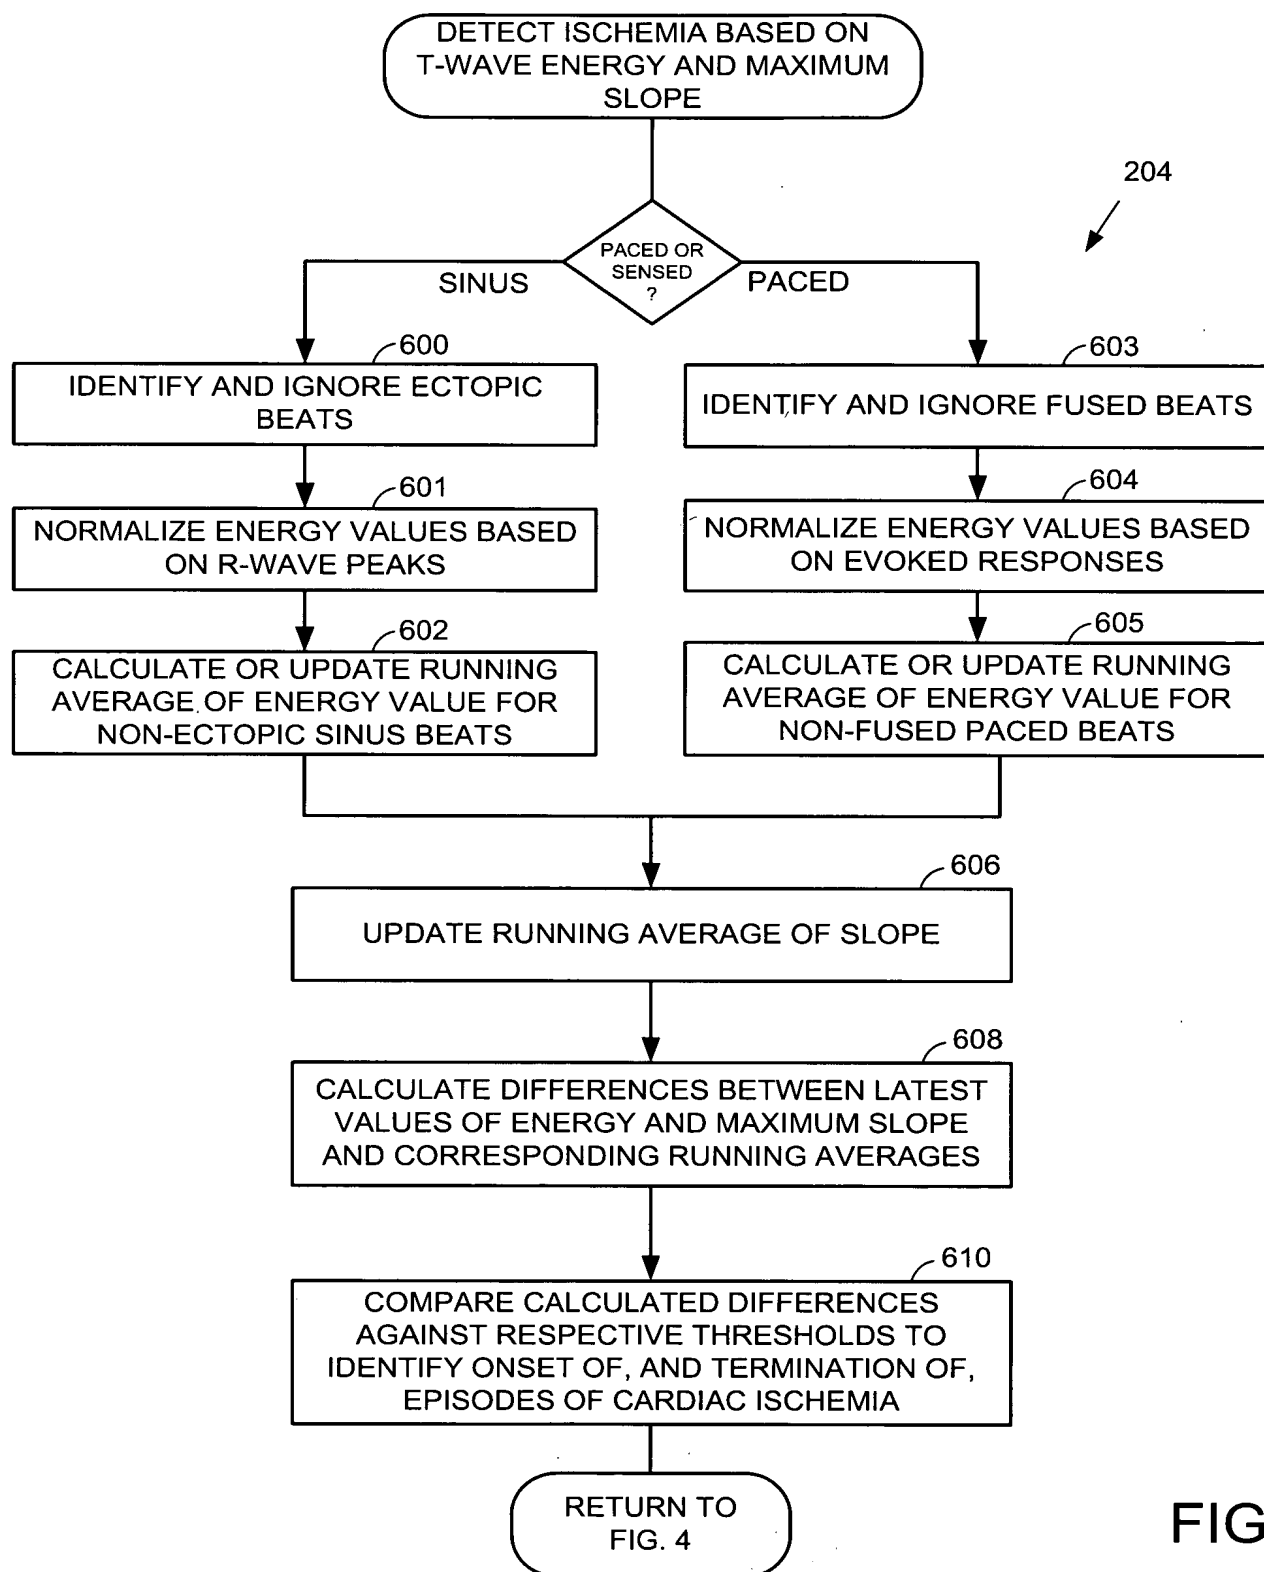 DETECT ISCHEMIA BASED ON
T-WAVE ENERGY AND MAXIMUM
SLOPE
204
PACED OR
SENSED
?
SINUS
PACED
600
IDENTIFY AND IGNORE ECTOPIC
BEATS
603
IDENTIFY AND IGNORE FUSED BEATS
601
NORMALIZE ENERGY VALUES BASED
ON R-WAVE PEAKS
604
NORMALIZE ENERGY VALUES BASED
ON EVOKED RESPONSES
602
CALCULATE OR UPDATE RUNNING
AVERAGE OF ENERGY VALUE FOR
NON-ECTOPIC SINUS BEATS
605
CALCULATE OR UPDATE RUNNING
AVERAGE OF ENERGY VALUE FOR
NON-FUSED PACED BEATS
606
UPDATE RUNNING AVERAGE OF SLOPE
608
CALCULATE DIFFERENCES BETWEEN LATEST
VALUES OF ENERGY AND MAXIMUM SLOPE
AND CORRESPONDING RUNNING AVERAGES
610
COMPARE CALCULATED DIFFERENCES
AGAINST RESPECTIVE THRESHOLDS TO
IDENTIFY ONSET OF, AND TERMINATION OF,
EPISODES OF CARDIAC ISCHEMIA
RETURN TO
FIG. 4
FIG